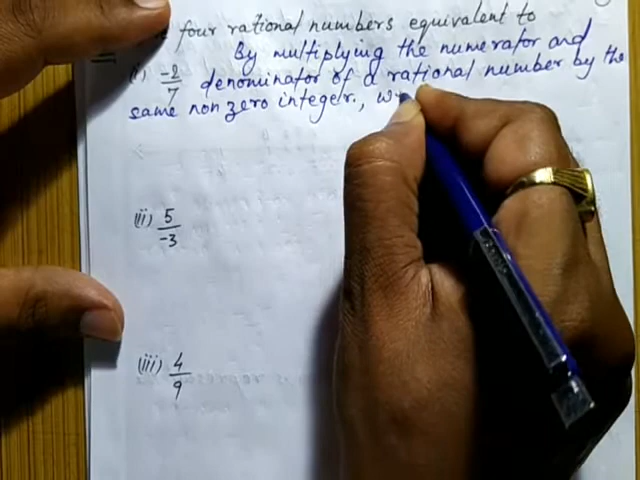 four rational numbers equivalent to
By multiplying the numerator and
(i) -2/7 denominator of a rational number by the
same non zero integer., w
(ii) 5/-3
(iii) 4/9